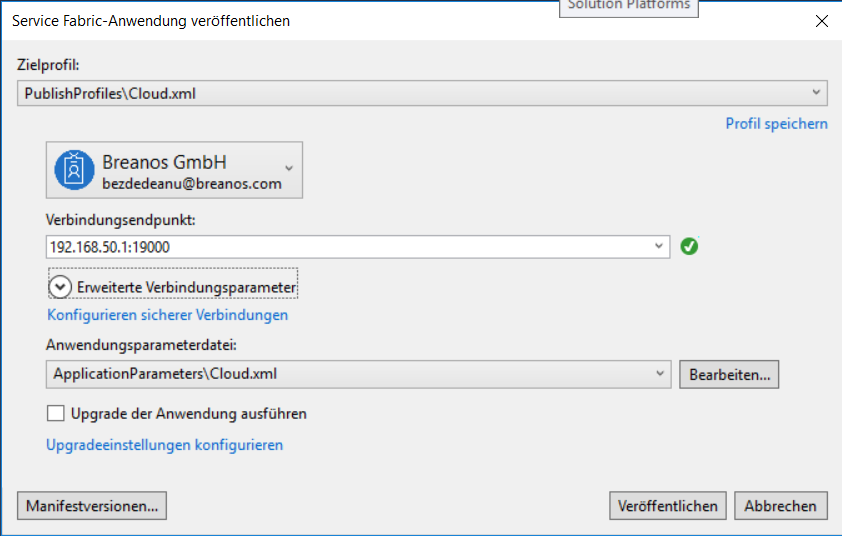 Solution Platforms
Service Fabric-Anwendung veröffentlichen
Zielprofil:
PublishProfiles\Cloud.xml
Profil speichern
Breanos GmbH
bezdedeanu@breanos.com
Verbindungsendpunkt:
192.168.50.1:19000
Erweiterte Verbindungsparameter
Konfigurieren sicherer Verbindungen
Anwendungsparameterdatei:
ApplicationParameters\Cloud.xml
Bearbeiten...
Upgrade der Anwendung ausführen
Upgradeeinstellungen konfigurieren
Manifestversionen...
Veröffentlichen
Abbrechen